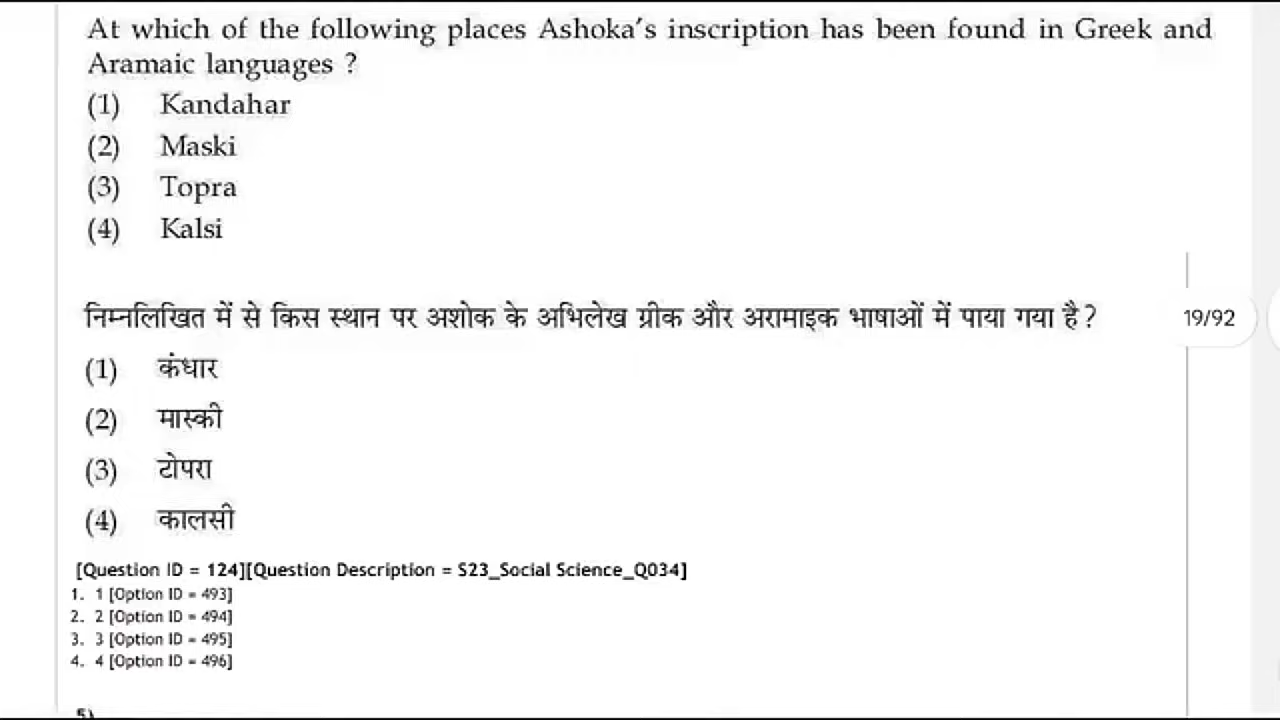 At which of the following places Ashoka's inscription has been found in Greek and
Aramaic languages ?
(1) Kandahar
(2) Maski
(3) Topra
(4) Kalsi
निम्नलिखित में से किस स्थान पर अशोक के अभिलेख ग्रीक और अरामाइक भाषाओं में पाया गया है ?
19/92
(1) कंधार
(2) मास्की
(3) टोपरा
(4) कालसी
[Question ID = 124][Question Description = S23_Social Science_Q034]
1. 1 [Option ID = 493]
2. 2 [Option ID = 494]
3. 3 [Option ID = 495]
4. 4 [Option ID = 496]
5)